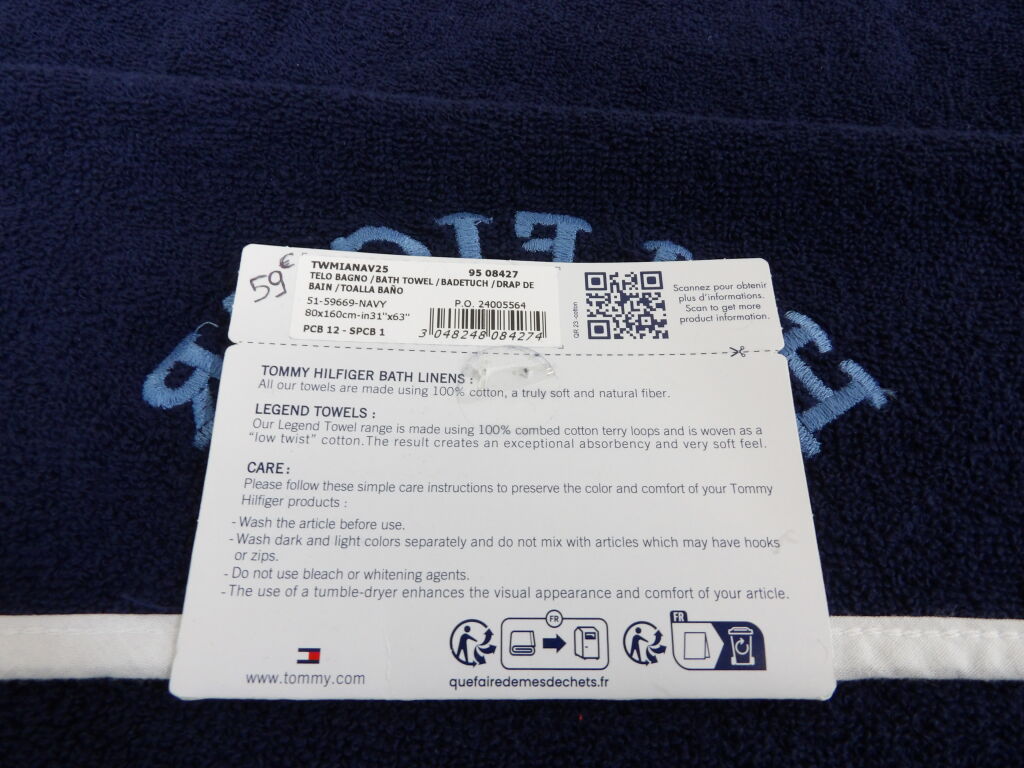 59€
TWMIANAV25 95 08427
TELO BAGNO /BATH TOWEL /BADETUCH /DRAP DE
BAIN /TOALLA BAÑO
51-59669-NAVY P.O. 24005564
80x160cm-in31"x63"
PCB 12 - SPCB 1
3 048248 084274
QR 23 -cotton
Scannez pour obtenir
plus d'informations.
Scan to get more
product information.
TOMMY HILFIGER BATH LINENS :
All our towels are made using 100% cotton, a truly soft and natural fiber.
LEGEND TOWELS :
Our Legend Towel range is made using 100% combed cotton terry loops and is woven as a
"low twist" cotton. The result creates an exceptional absorbency and very soft feel.
CARE :
Please follow these simple care instructions to preserve the color and comfort of your Tommy
Hilfiger products :
- Wash the article before use.
- Wash dark and light colors separately and do not mix with articles which may have hooks
or zips.
- Do not use bleach or whitening agents.
- The use of a tumble-dryer enhances the visual appearance and comfort of your article.
FR
FR
www.tommy.com
quefairedemesdechets.fr